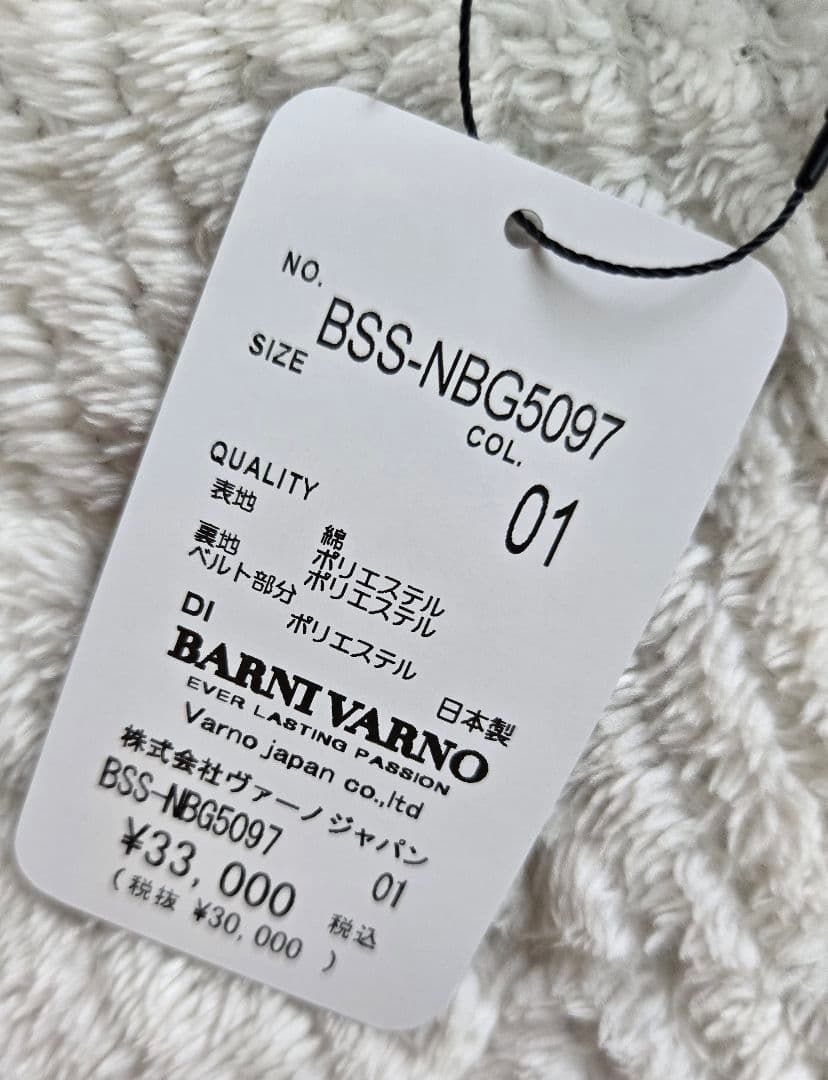 NO.
BSS-NBG5097
SIZE
COL.
01
QUALITY
表地 綿
ポリエステル
裏地 ポリエステル
ベルト部分
ポリエステル
DI
日本製
BARNI VARNO
EVER LASTING PASSION
Varno japan co.,ltd
株式会社ヴァーノジャパン
BSS-NBG5097 01
¥33,000 税込
(税抜 ¥30,000 )